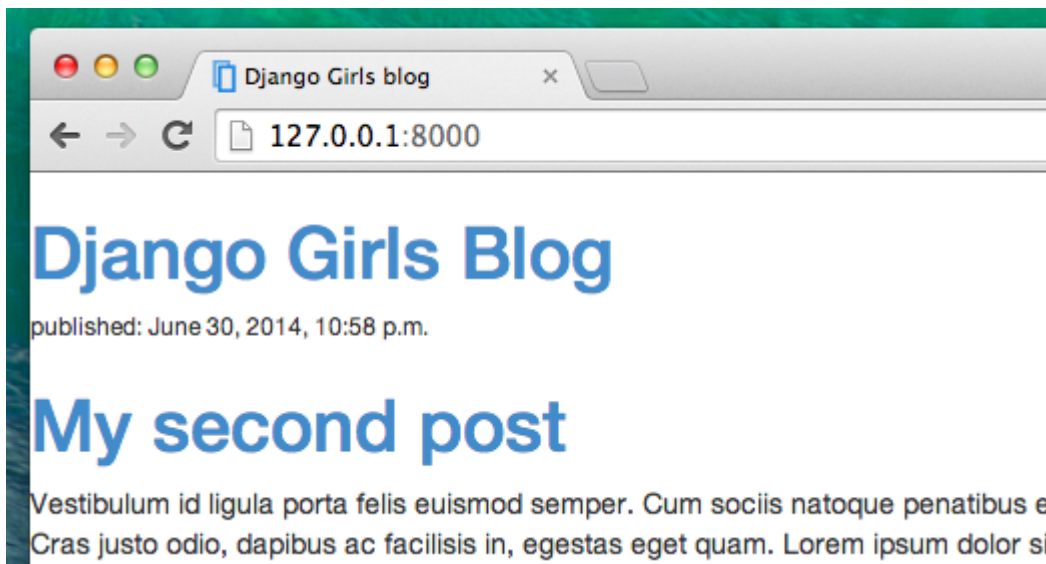 Django Girls blog
127.0.0.1:8000
Django Girls Blog
published: June 30, 2014, 10:58 p.m.
My second post
Vestibulum id ligula porta felis euismod semper. Cum sociis natoque penatibus
Cras justo odio, dapibus ac facilisis in, egestas eget quam. Lorem ipsum dolor